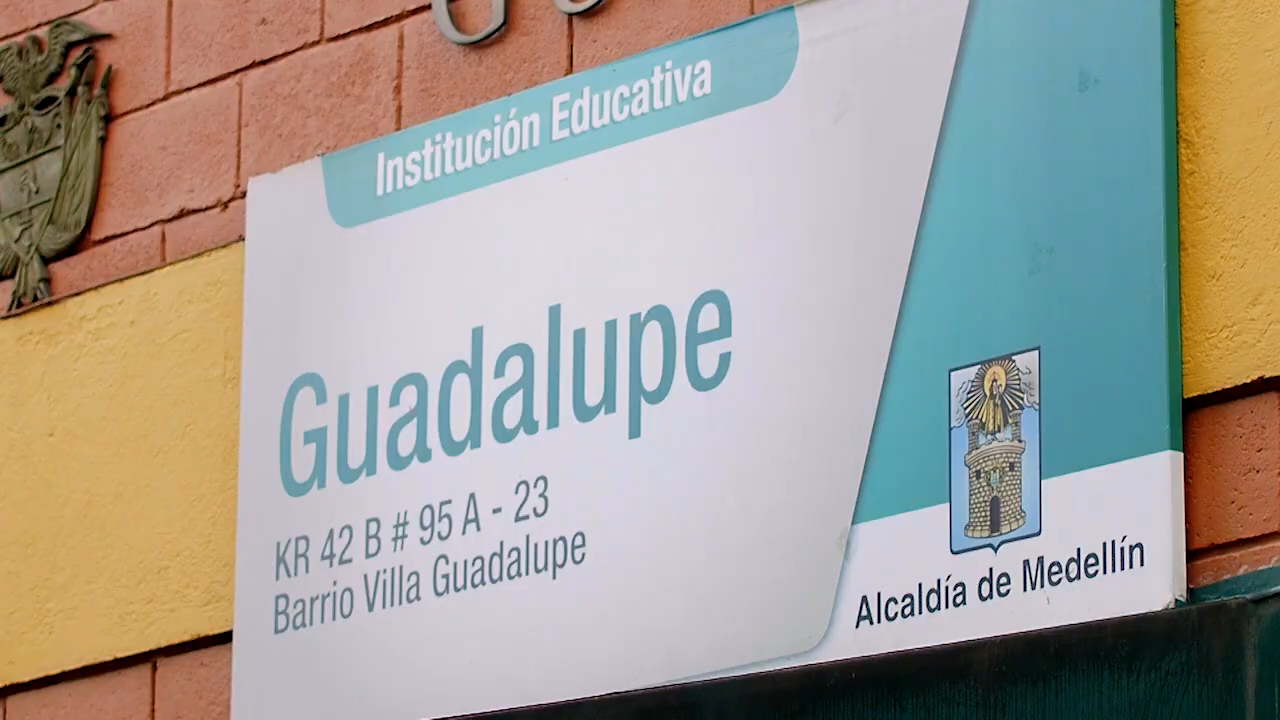 Institución Educativa
Guadalupe
KR 42 B # 95 A - 23
Barrio Villa Guadalupe
Alcaldía de Medellín